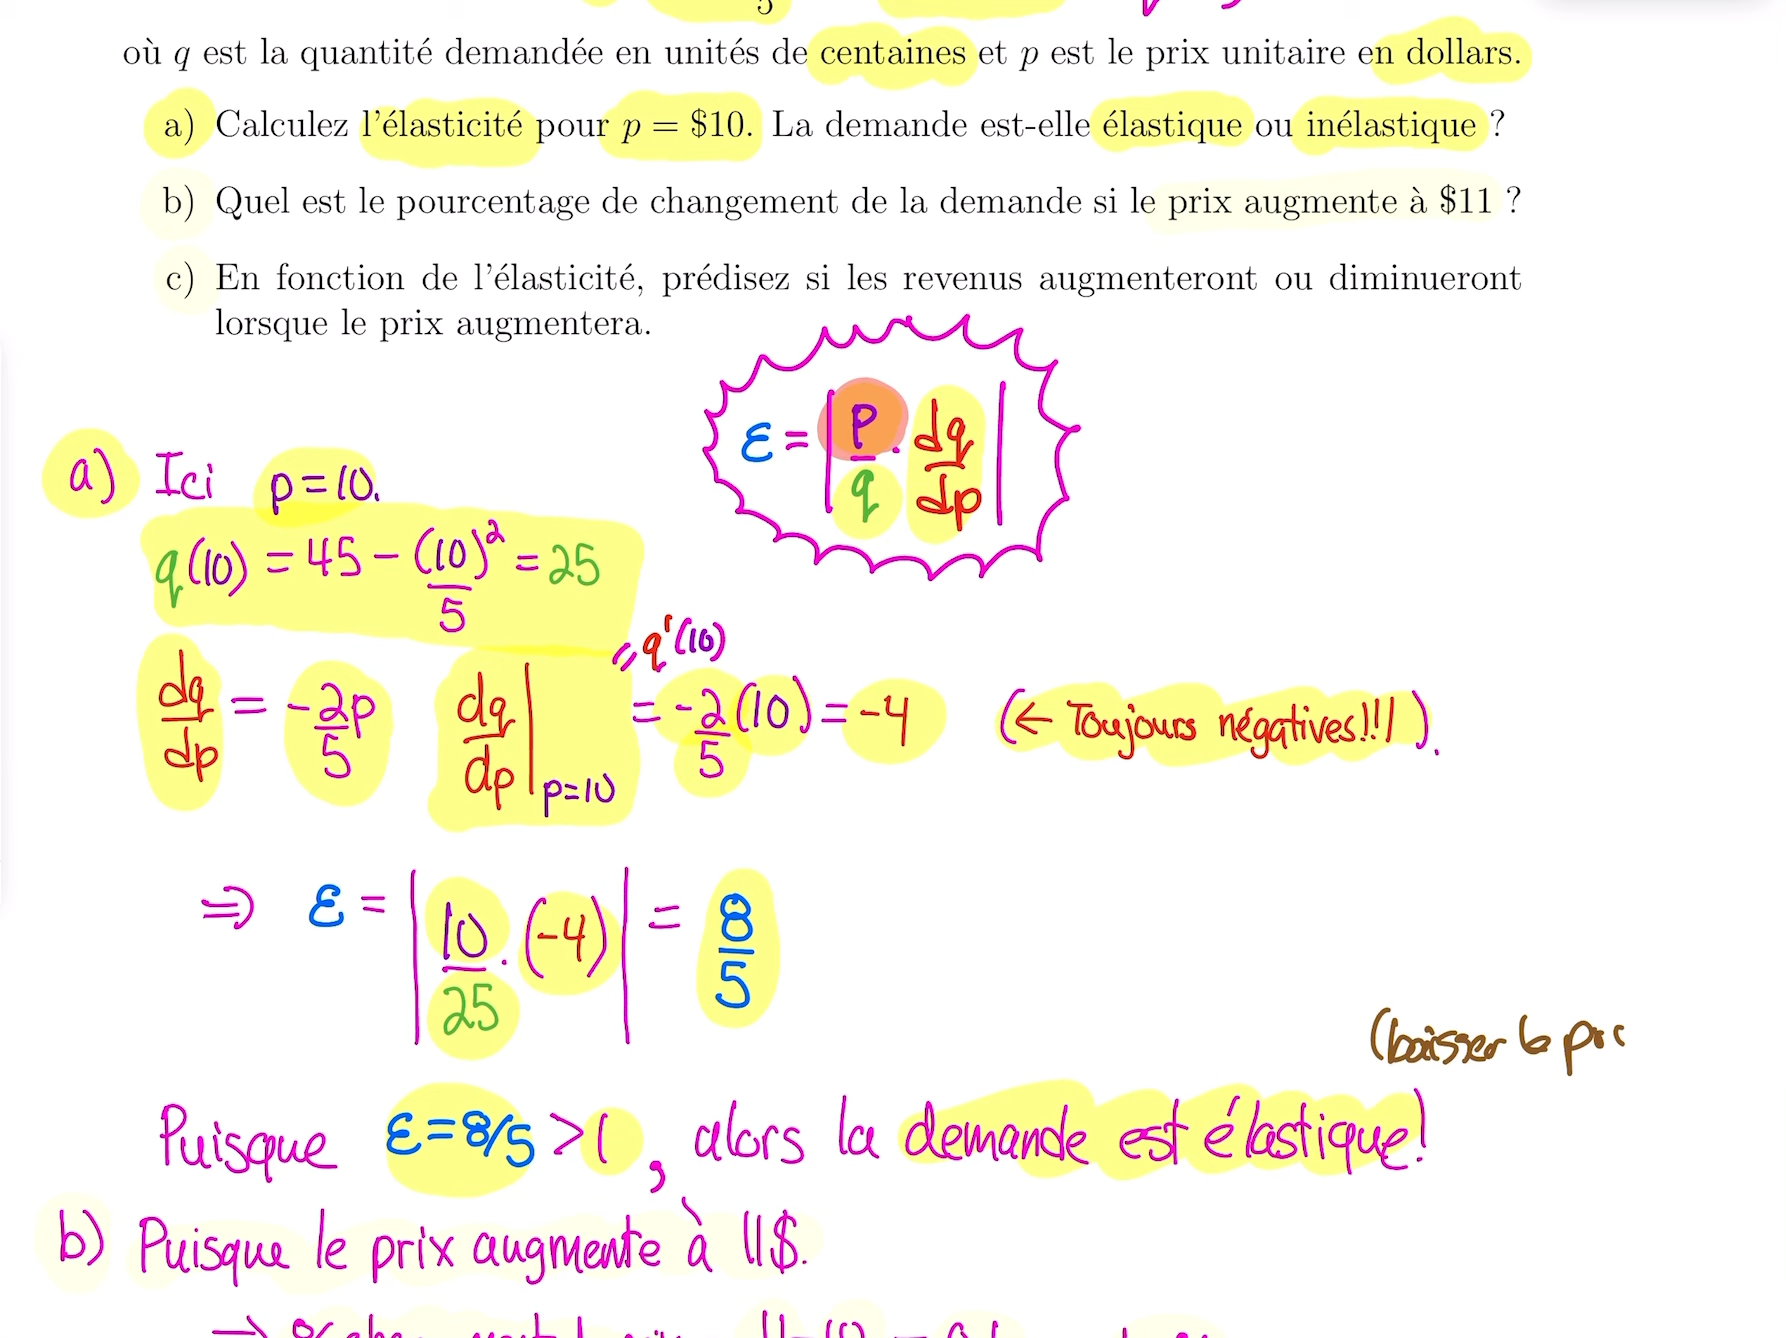 5
où q est la quantité demandée en unités de centaines et p est le prix unitaire en dollars.
a) Calculez l'élasticité pour p = $10. La demande est-elle élastique ou inélastique ?
b) Quel est le pourcentage de changement de la demande si le prix augmente à $11 ?
c) En fonction de l'élasticité, prédisez si les revenus augmenteront ou diminueront
lorsque le prix augmentera.
ε = | p/q · dq/dp |
a) Ici p=10.
q(10) = 45 - (10)²/5 = 25
= q'(10)
dq/dp = -2p/5 dq/dp |p=10 = -2/5 (10) = -4 (← Toujours négatives!!!).
⇒ ε = | 10/25 · (-4) | = 8/5
(baisser le pri
Puisque ε=8/5 >1, alors la demande est élastique!
b) Puisque le prix augmente à 11$.